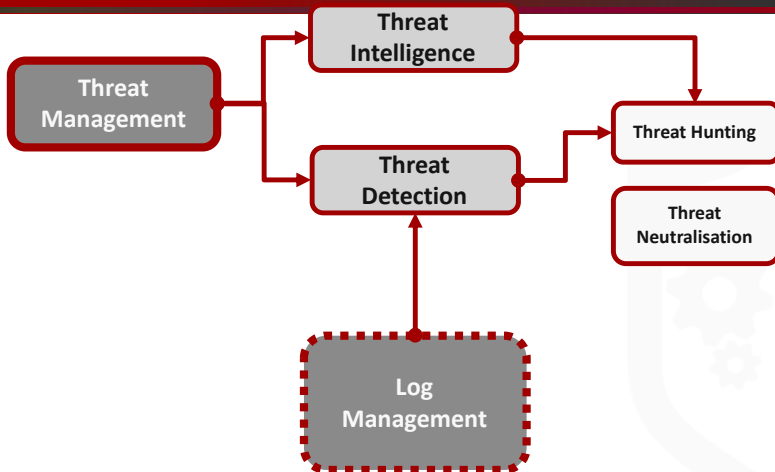 Threat
Intelligence
Threat
Management
Threat Hunting
Threat
Detection
Threat
Neutralisation
Log
Management